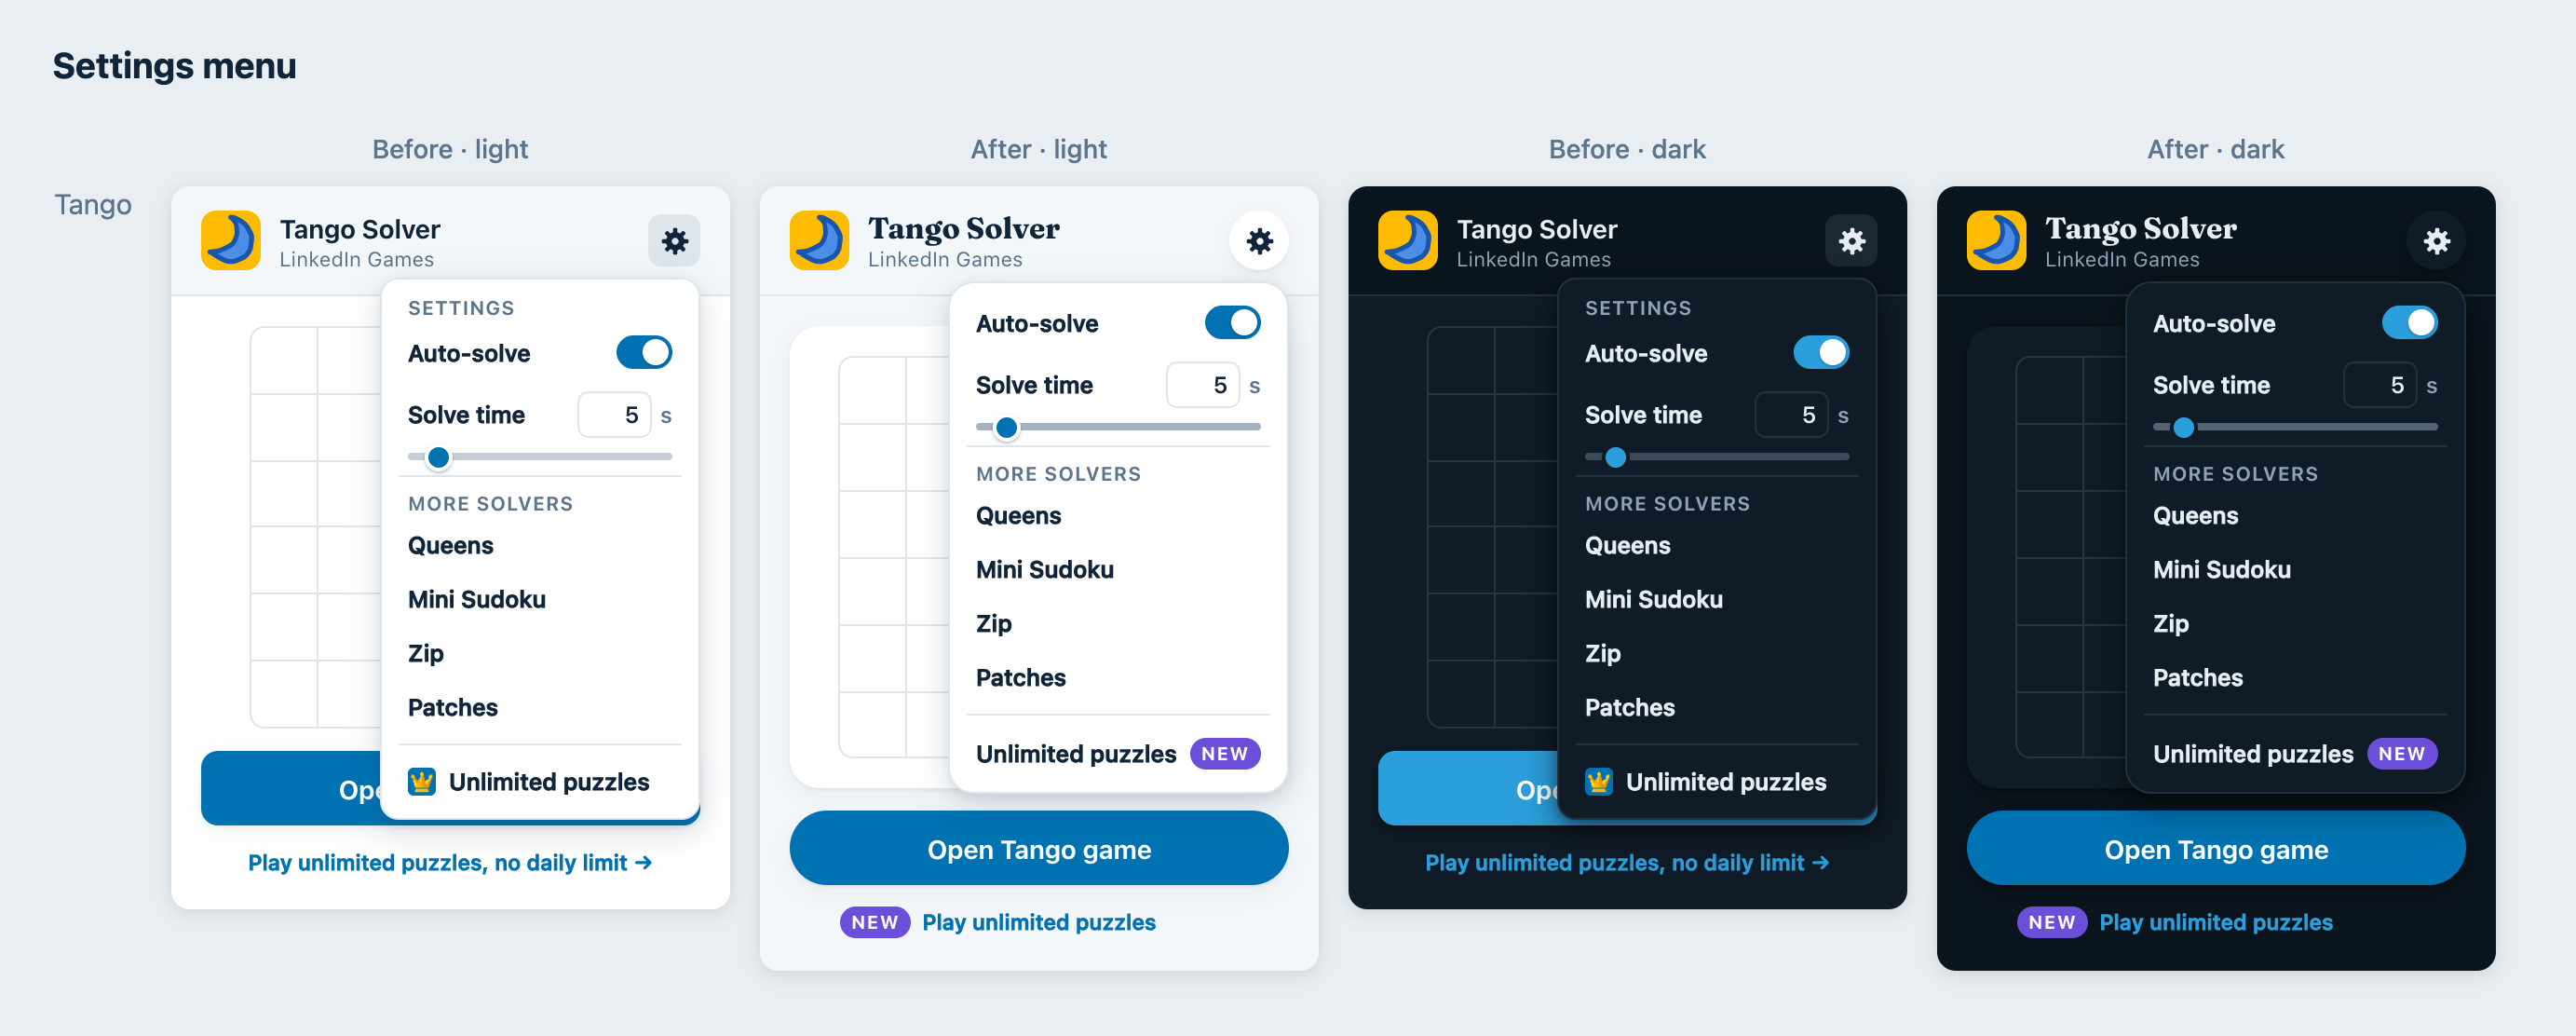 Settings menu
Before · light
After · light
Before · dark
After · dark
Tango
Tango Solver
LinkedIn Games
SETTINGS
Auto-solve
Solve time
5 s
MORE SOLVERS
Queens
Mini Sudoku
Zip
Patches
Unlimited puzzles
Play unlimited puzzles, no daily limit →
Tango Solver
LinkedIn Games
Auto-solve
Solve time
5 s
MORE SOLVERS
Queens
Mini Sudoku
Zip
Patches
Unlimited puzzles NEW
Open Tango game
NEW Play unlimited puzzles
Tango Solver
LinkedIn Games
SETTINGS
Auto-solve
Solve time
5 s
MORE SOLVERS
Queens
Mini Sudoku
Zip
Patches
Unlimited puzzles
Play unlimited puzzles, no daily limit →
Tango Solver
LinkedIn Games
Auto-solve
Solve time
5 s
MORE SOLVERS
Queens
Mini Sudoku
Zip
Patches
Unlimited puzzles NEW
Open Tango game
NEW Play unlimited puzzles